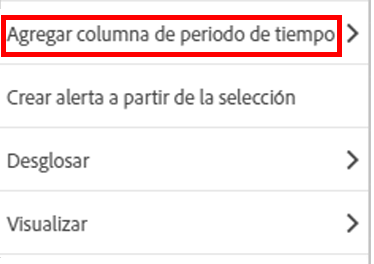 Agregar columna de periodo de tiempo
Crear alerta a partir de la selección
Desglosar
Visualizar